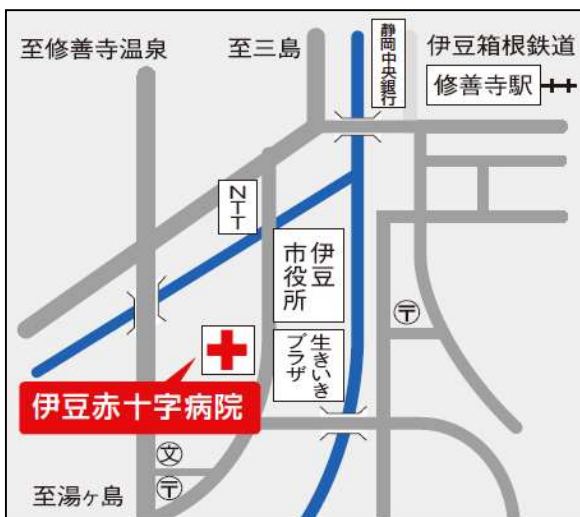 至修善寺温泉
至三島
静岡中央銀行
伊豆箱根鉄道
修善寺駅
NTT
伊豆
市役所
生きいき
プラザ
〒
伊豆赤十字病院
文
〒
至湯ヶ島